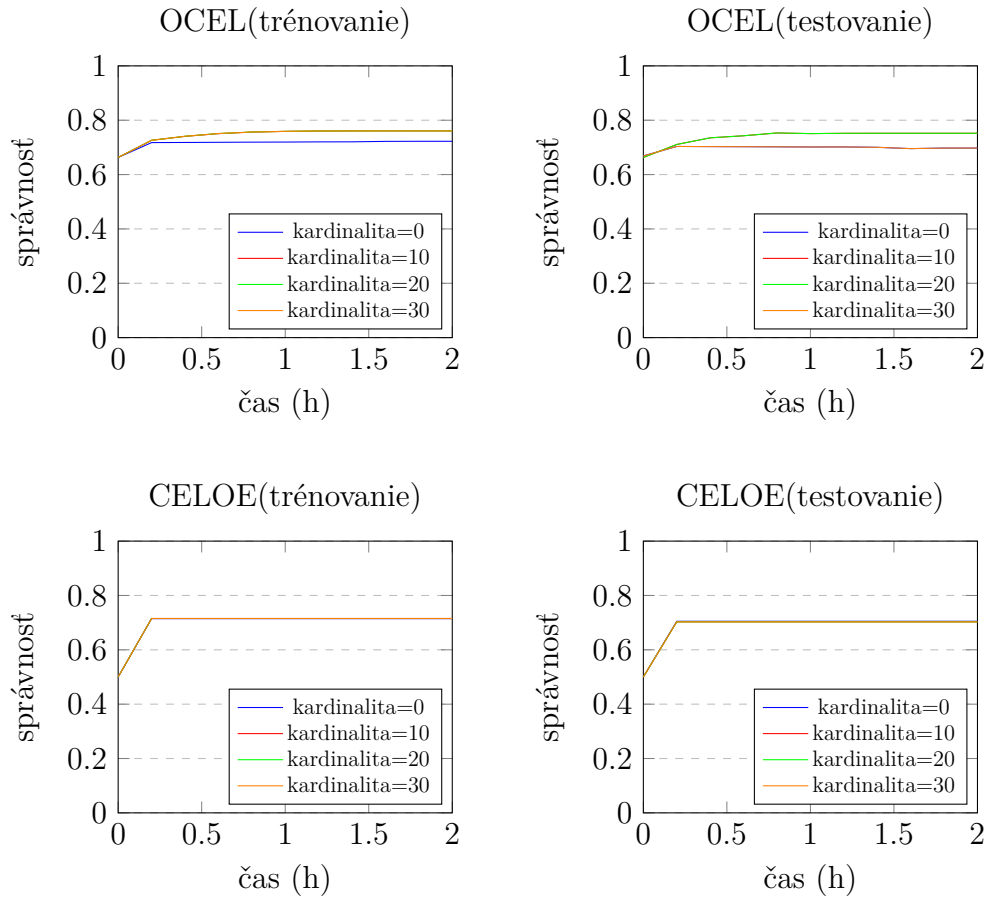 OCEL(trénovanie)
správnosť
1
0.8
0.6
0.4
0.2
0
0 0.5 1 1.5 2
čas (h)
kardinalita=0
kardinalita=10
kardinalita=20
kardinalita=30
OCEL(testovanie)
správnosť
1
0.8
0.6
0.4
0.2
0
0 0.5 1 1.5 2
čas (h)
kardinalita=0
kardinalita=10
kardinalita=20
kardinalita=30
CELOE(trénovanie)
správnosť
1
0.8
0.6
0.4
0.2
0
0 0.5 1 1.5 2
čas (h)
kardinalita=0
kardinalita=10
kardinalita=20
kardinalita=30
CELOE(testovanie)
správnosť
1
0.8
0.6
0.4
0.2
0
0 0.5 1 1.5 2
čas (h)
kardinalita=0
kardinalita=10
kardinalita=20
kardinalita=30